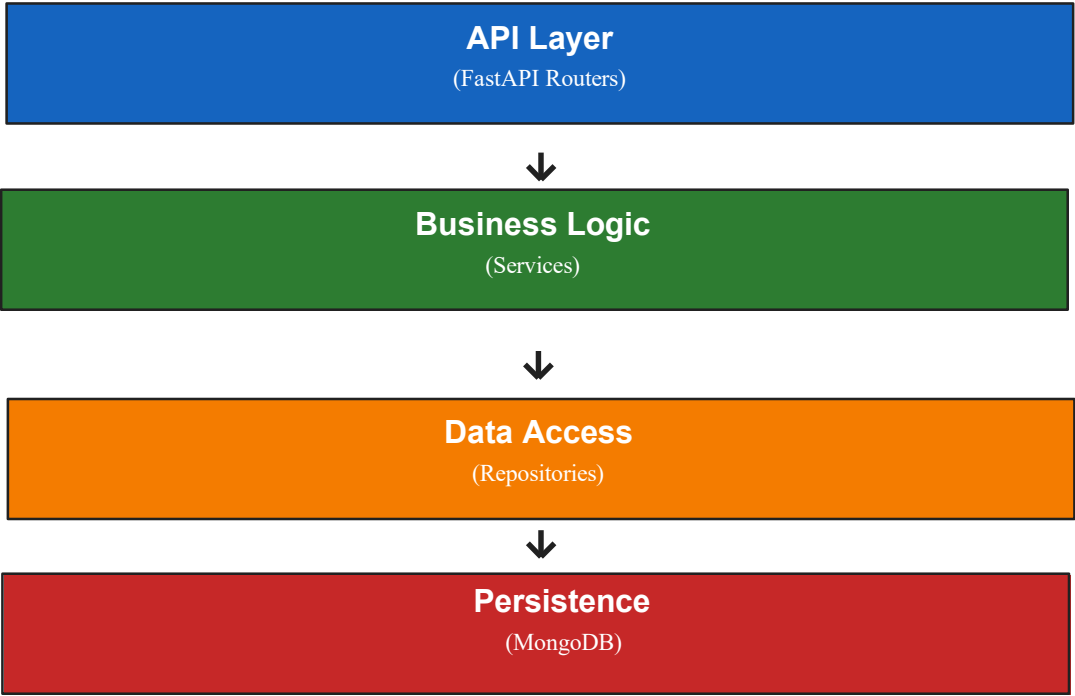 API Layer
(FastAPI Routers)
Business Logic
(Services)
Data Access
(Repositories)
Persistence
(MongoDB)